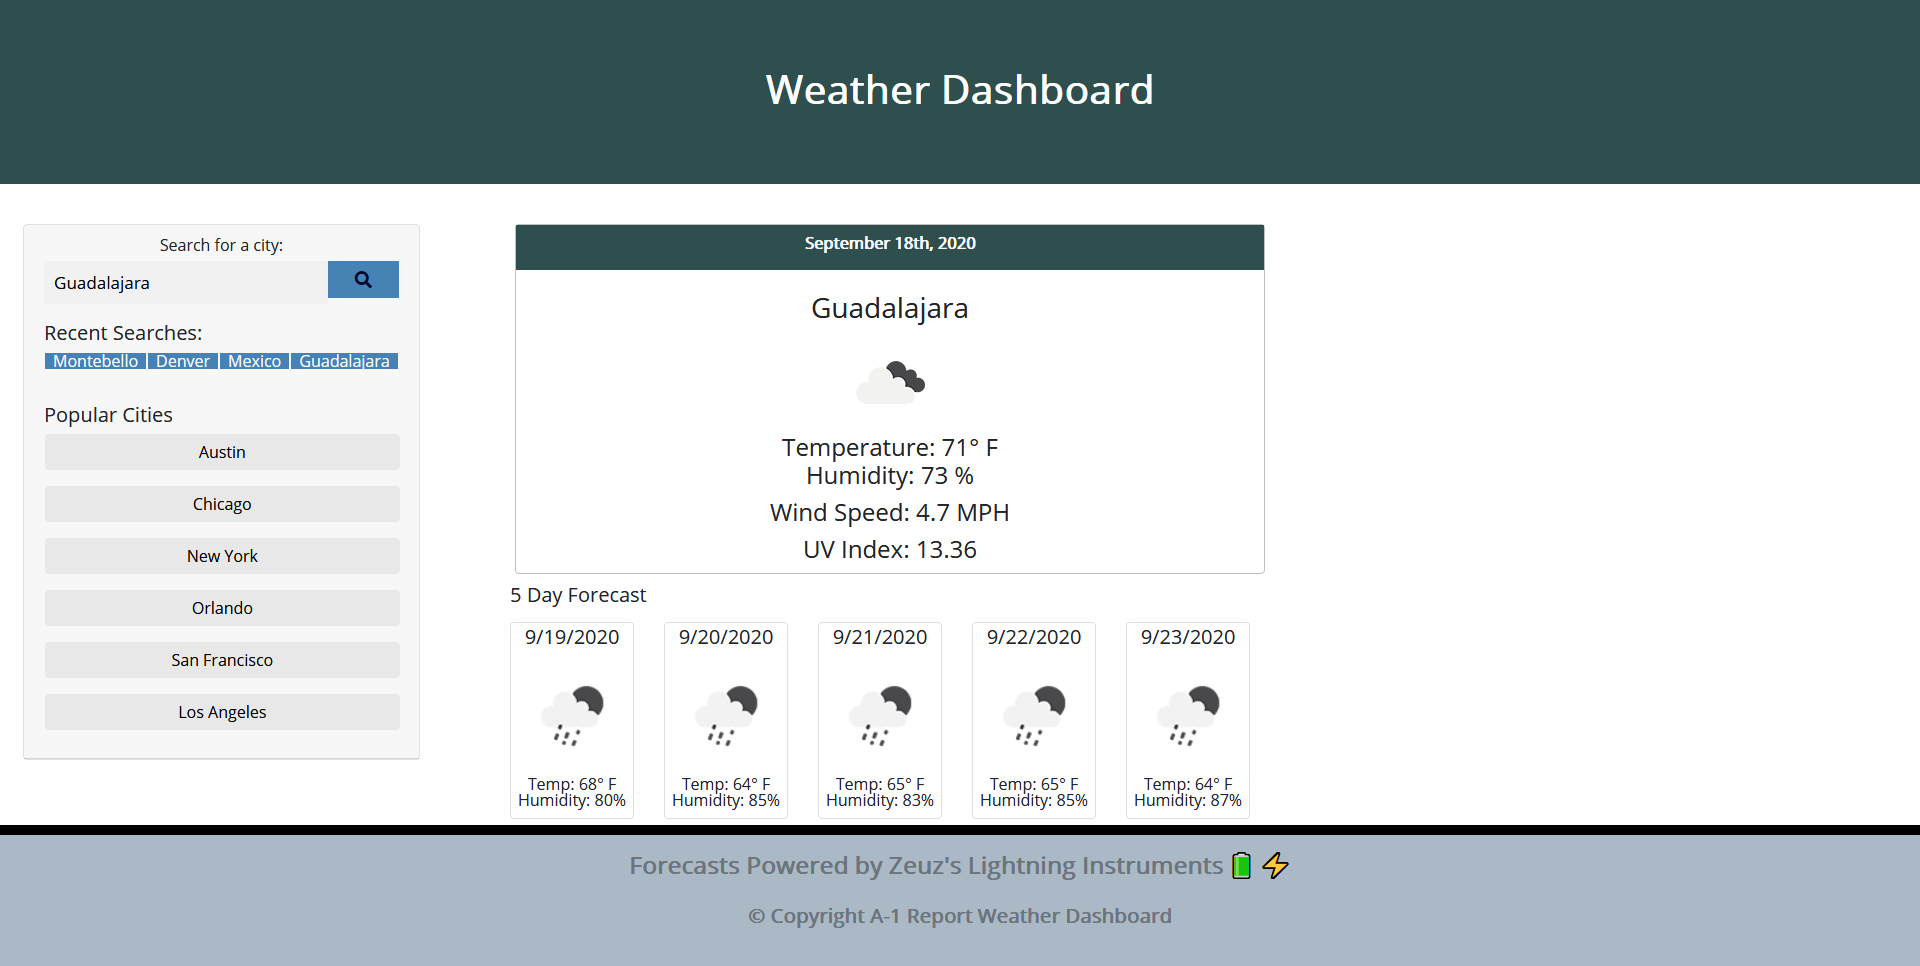 Weather Dashboard
Search for a city:
Guadalajara
Recent Searches:
Montebello Denver Mexico Guadalajara
Popular Cities
Austin
Chicago
New York
Orlando
San Francisco
Los Angeles
September 18th, 2020
Guadalajara
Temperature: 71° F
Humidity: 73 %
Wind Speed: 4.7 MPH
UV Index: 13.36
5 Day Forecast
9/19/2020
Temp: 68° F
Humidity: 80%
9/20/2020
Temp: 64° F
Humidity: 85%
9/21/2020
Temp: 65° F
Humidity: 83%
9/22/2020
Temp: 65° F
Humidity: 85%
9/23/2020
Temp: 64° F
Humidity: 87%
Forecasts Powered by Zeuz's Lightning Instruments 🔋 ⚡
© Copyright A-1 Report Weather Dashboard